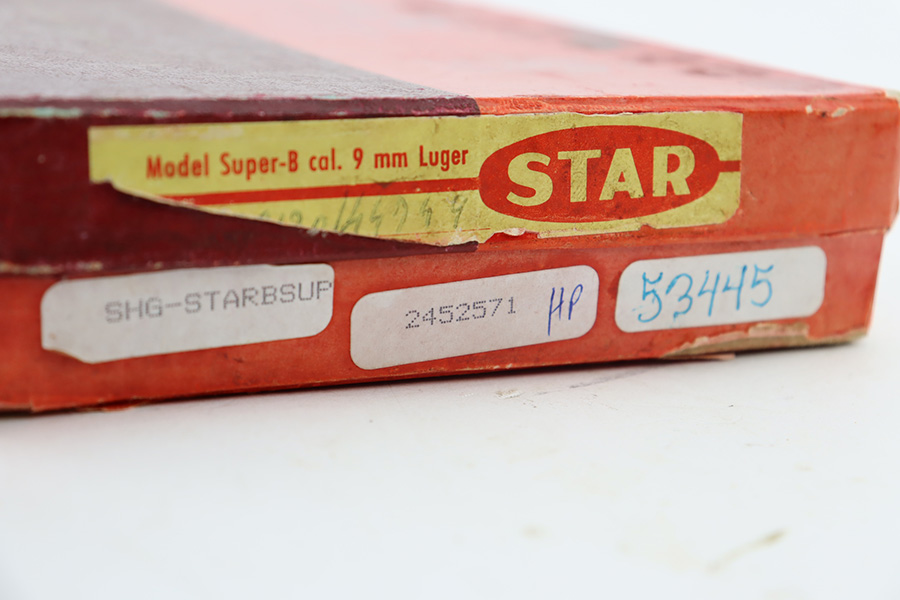 Model Super-B cal. 9 mm Luger
STAR
SHG-STARBSUP
2452571 HP
53445